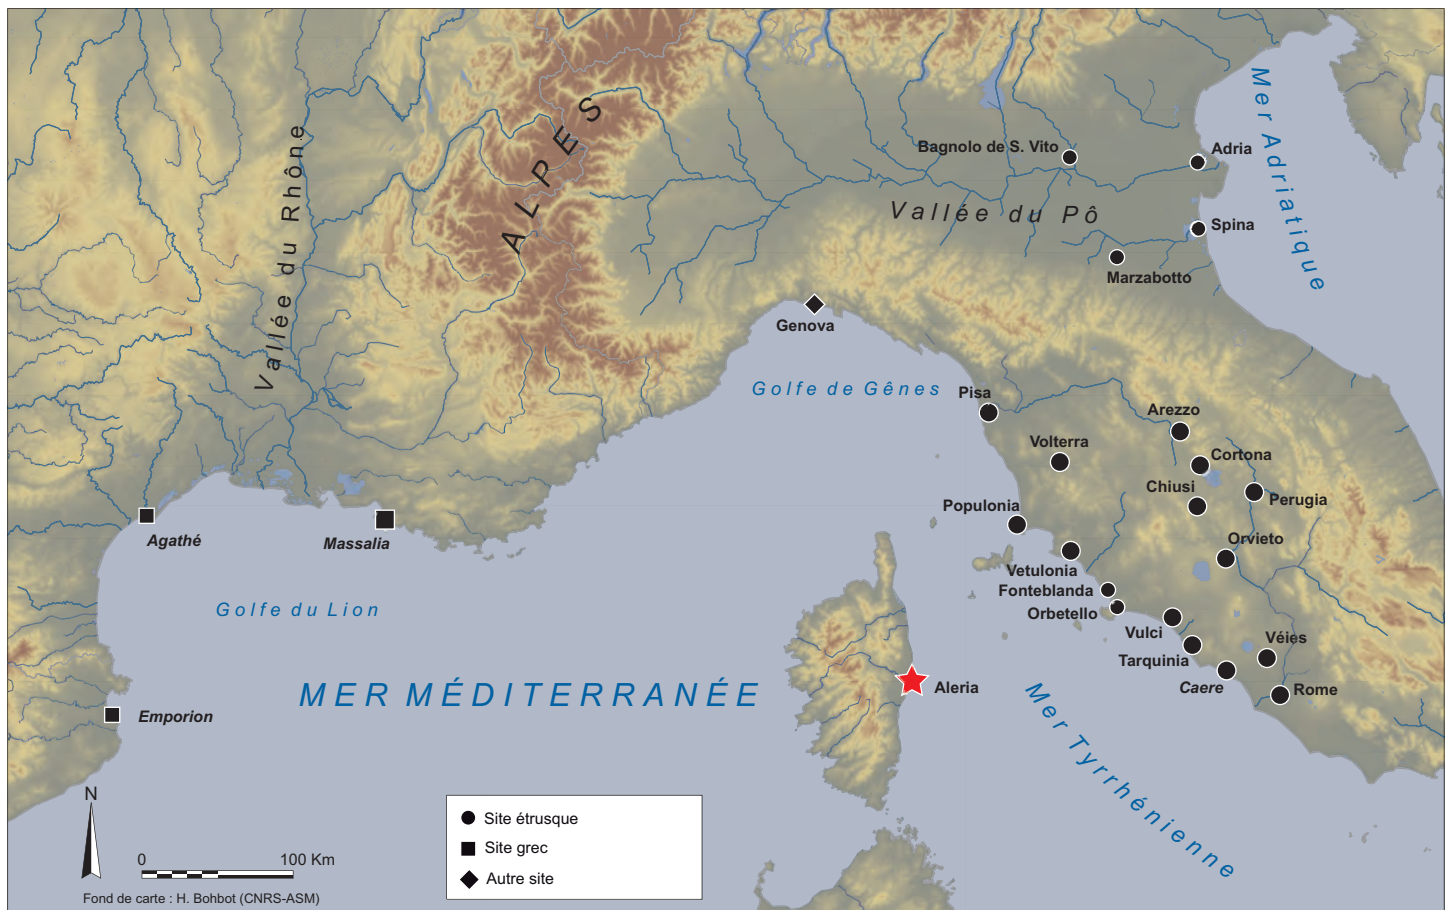 Mer Adriatique
ALPES
Vallée du Rhône
Bagnolo de S. Vito
Adria
Vallée du Pô
Spina
Marzabotto
Genova
Golfe de Gênes
Pisa
Arezzo
Volterra
Cortona
Chiusi
Perugia
Populonia
Orvieto
Agathé
Massalia
Vetulonia
Fonteblanda
Orbetello
Golfe du Lion
Vulci
Véies
Tarquinia
Caere
Rome
MER MÉDITERRANÉE
Aleria
Emporion
Mer Tyrrhénienne
N
0 100 Km
Fond de carte : H. Bohbot (CNRS-ASM)
Site étrusque
Site grec
Autre site